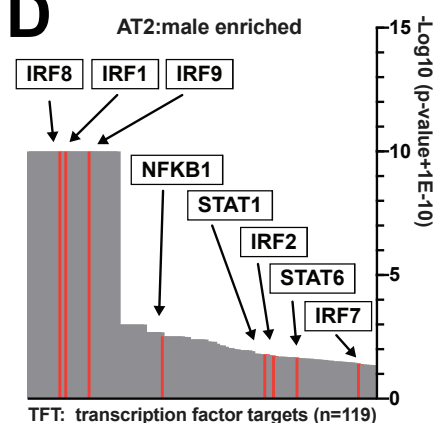 D
AT2:male enriched
IRF8 IRF1 IRF9
NFKB1
STAT1
IRF2
STAT6
IRF7
15
10
5
0
-Log10 (p-value+1E-10)
TFT: transcription factor targets (n=119)